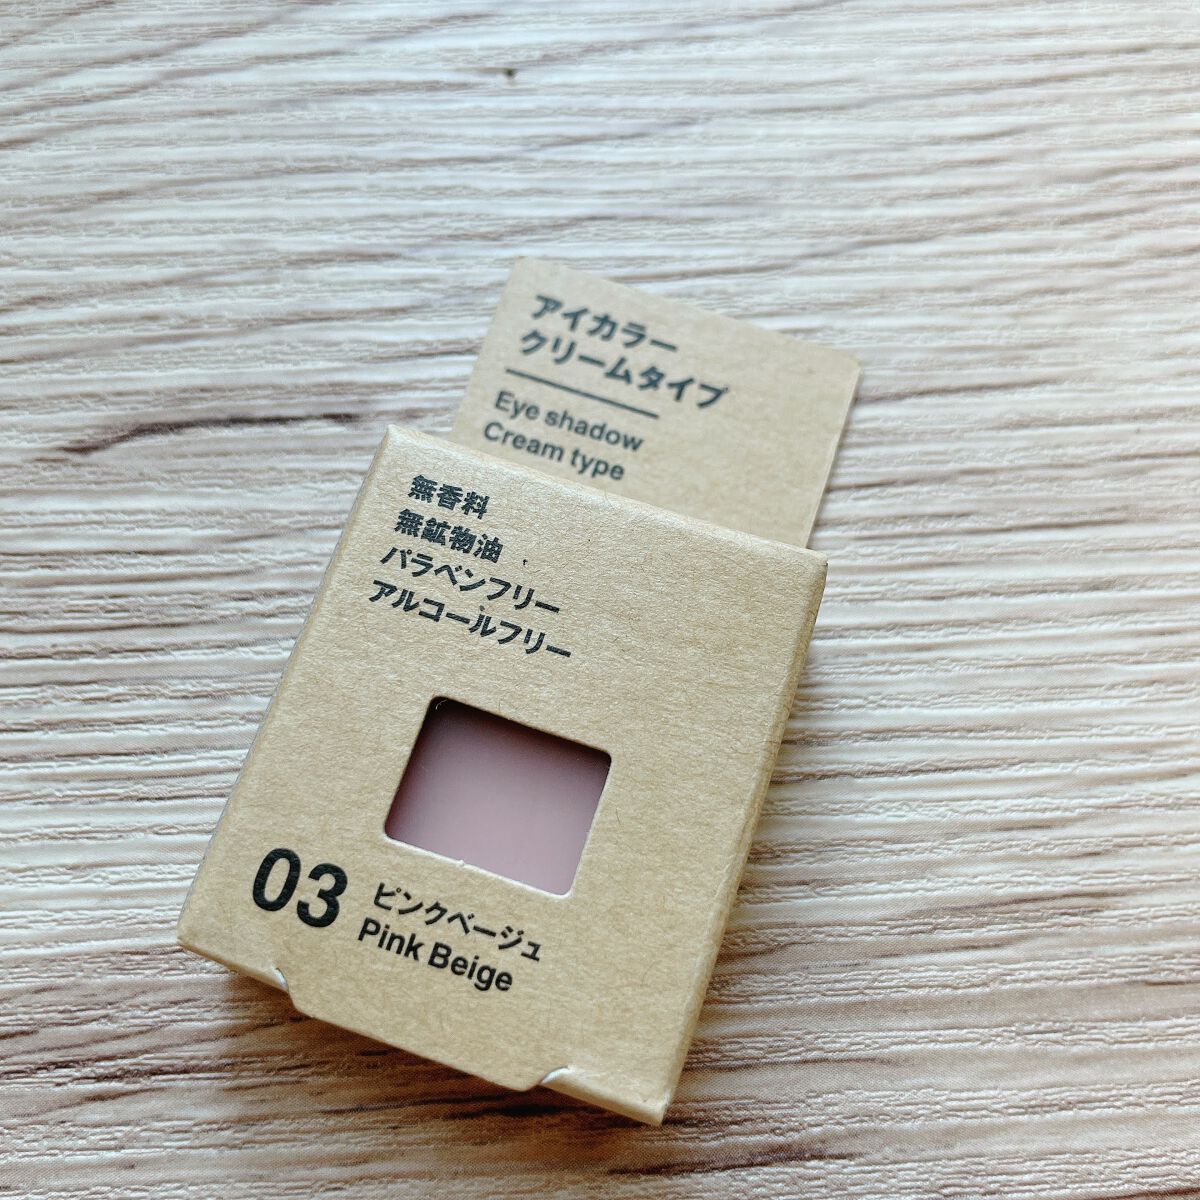 アイカラー
クリームタイプ
Eye shadow
Cream type
無香料
無鉱物油
パラベンフリー
アルコールフリー
03
ピンクベージュ
Pink Beige